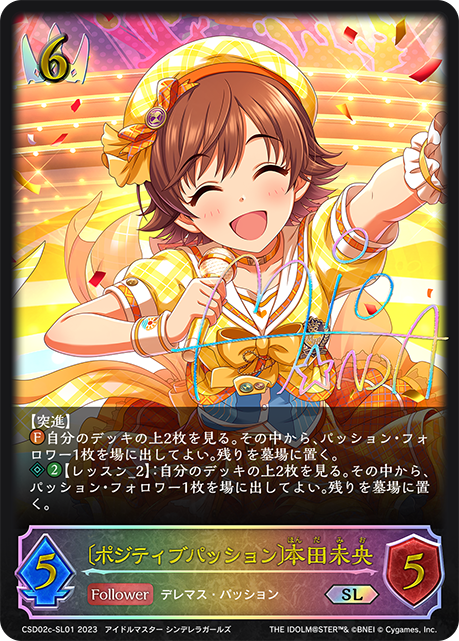 6
mio
HONDA
【突進】
F 自分のデッキの上2枚を見る。その中から、パッション・フォ
ロワー1枚を場に出してよい。残りを墓場に置く。
2【レッスン_2】:自分のデッキの上2枚を見る。その中から、
パッション・フォロワー1枚を場に出してよい。残りを墓場に置
く。
ほんだみお
5 〔ポジティブパッション〕本田未央 5
Follower デレマス・パッション SL
CSD02c-SL01 2023 アイドルマスター シンデレラガールズ THE IDOLM@STER™& ©BNEI © Cygames, Inc.